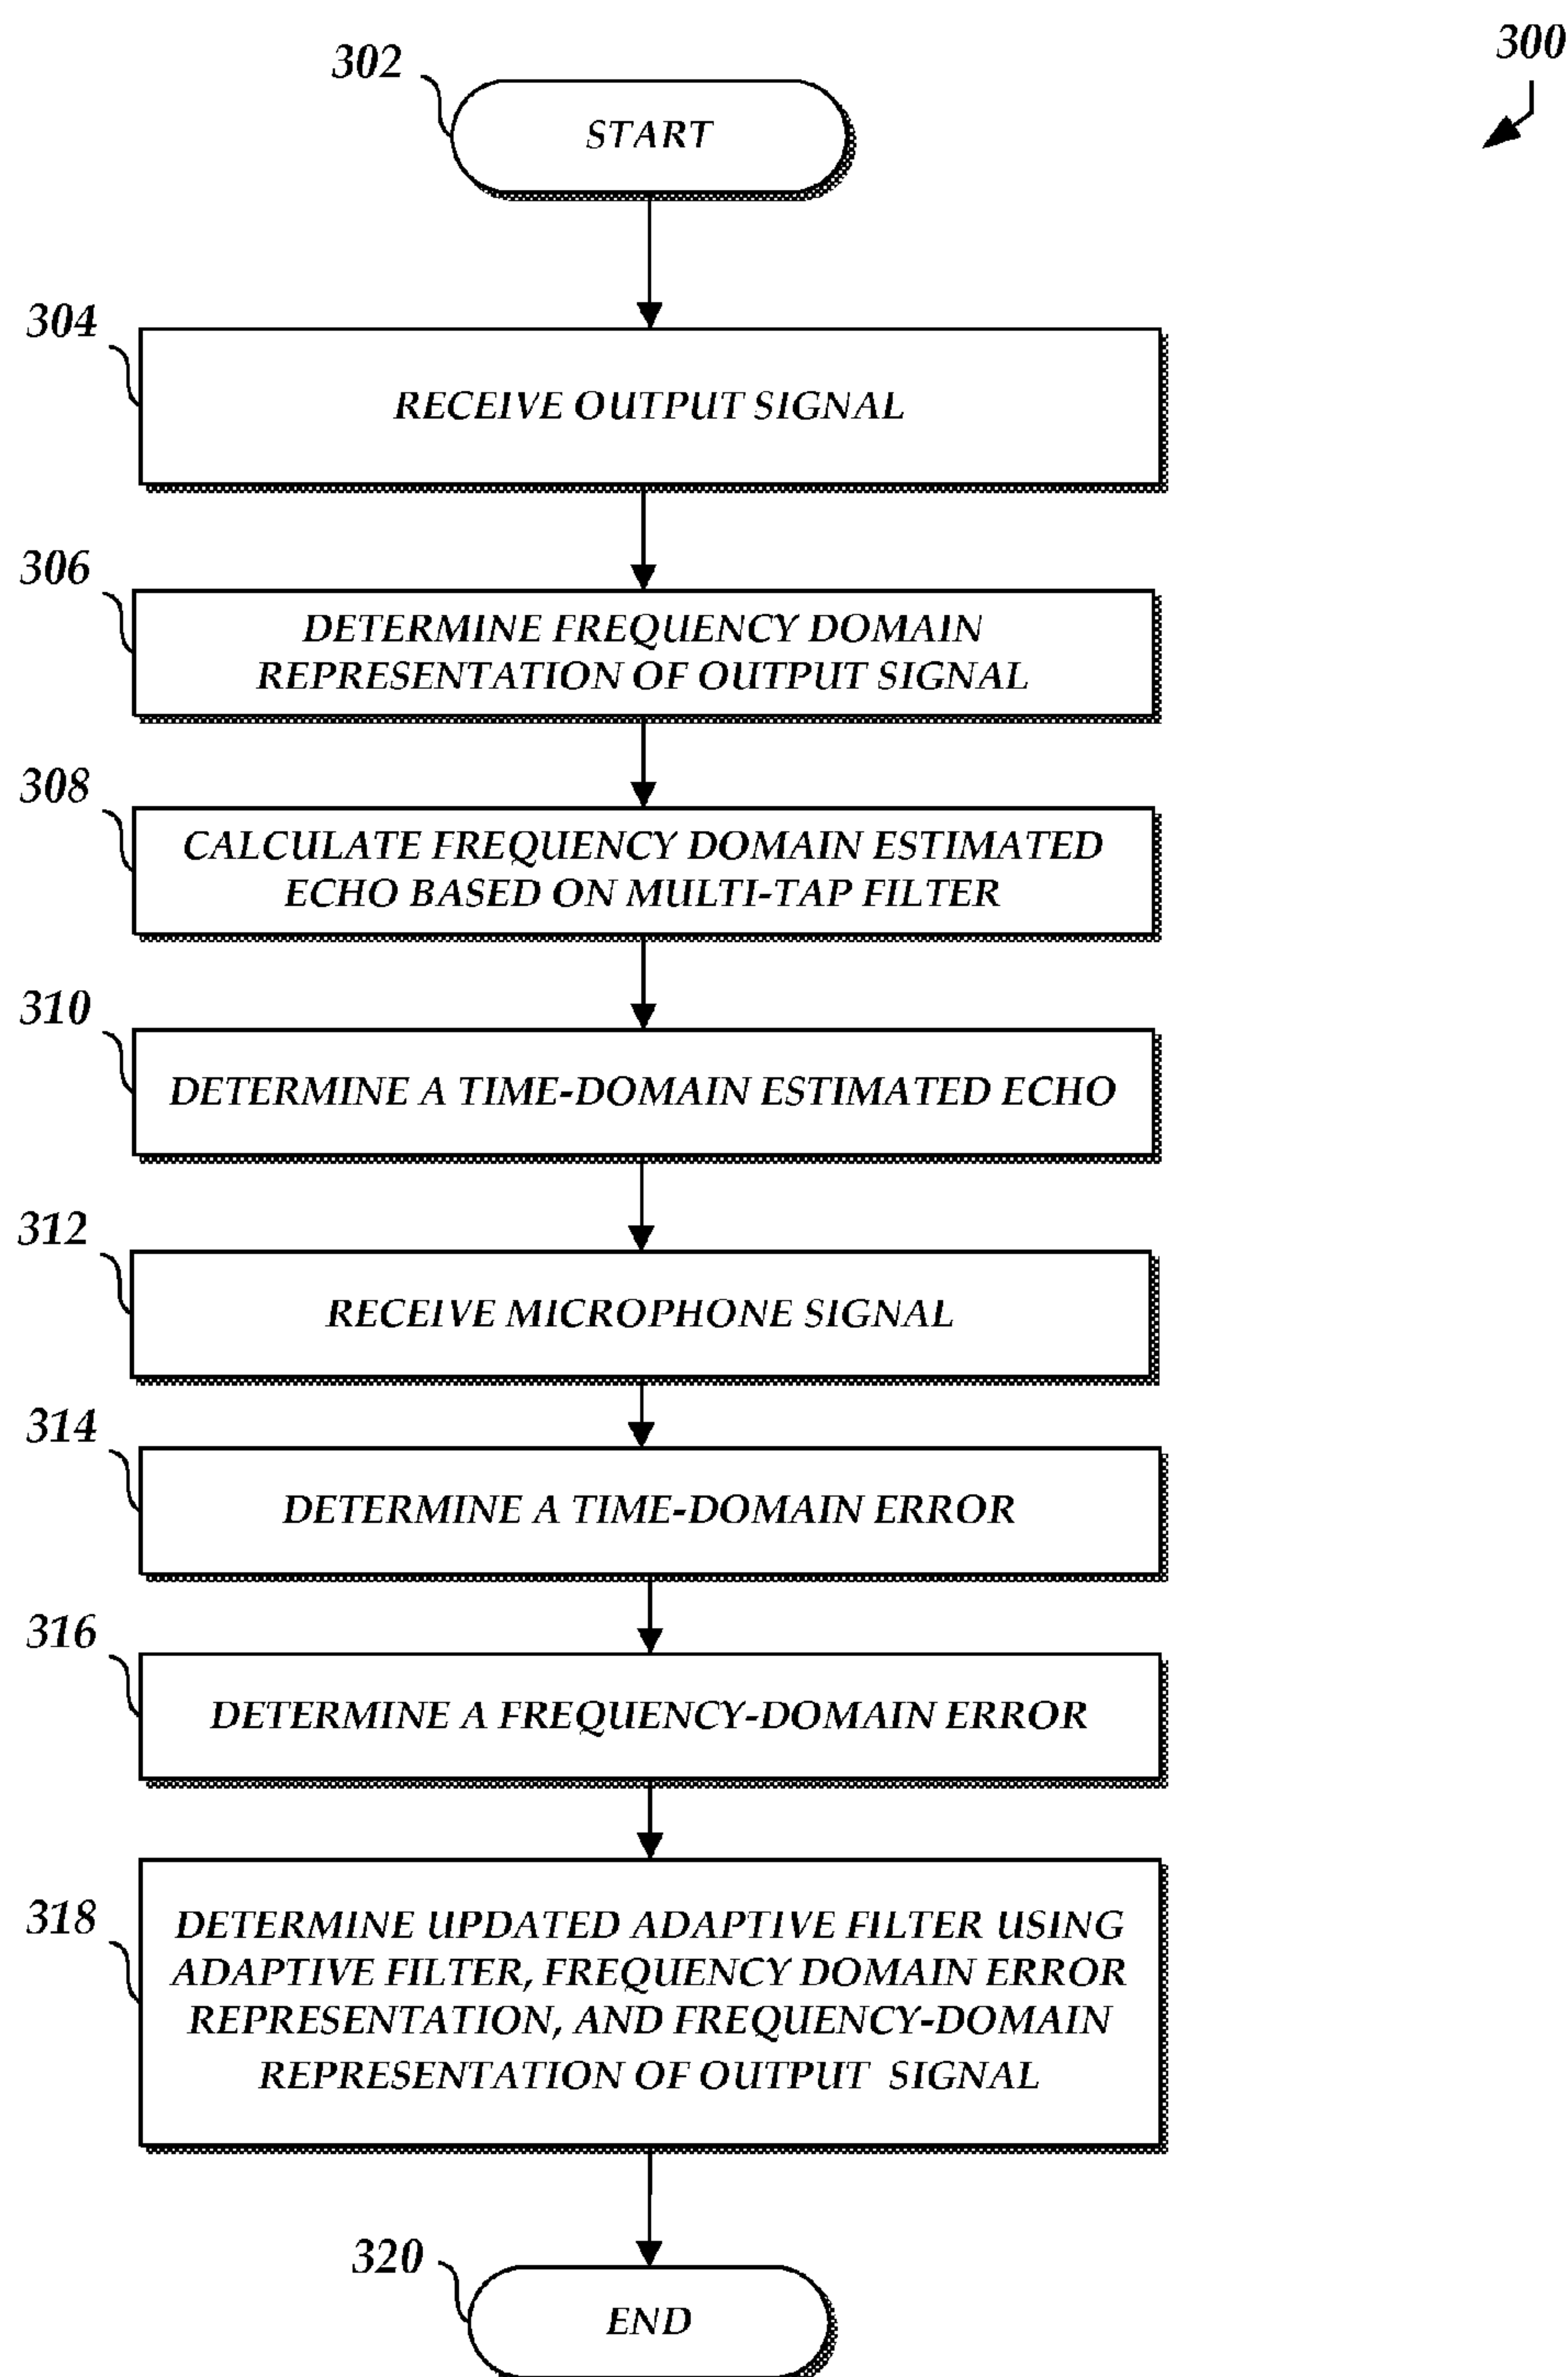 300
302
START
304
RECEIVE OUTPUT SIGNAL
306
DETERMINE FREQUENCY DOMAIN
REPRESENTATION OF OUTPUT SIGNAL
308
CALCULATE FREQUENCY DOMAIN ESTIMATED
ECHO BASED ON MULTI-TAP FILTER
310
DETERMINE A TIME-DOMAIN ESTIMATED ECHO
312
RECEIVE MICROPHONE SIGNAL
314
DETERMINE A TIME-DOMAIN ERROR
316
DETERMINE A FREQUENCY-DOMAIN ERROR
318
DETERMINE UPDATED ADAPTIVE FILTER USING
ADAPTIVE FILTER, FREQUENCY DOMAIN ERROR
REPRESENTATION, AND FREQUENCY-DOMAIN
REPRESENTATION OF OUTPUT SIGNAL
320
END